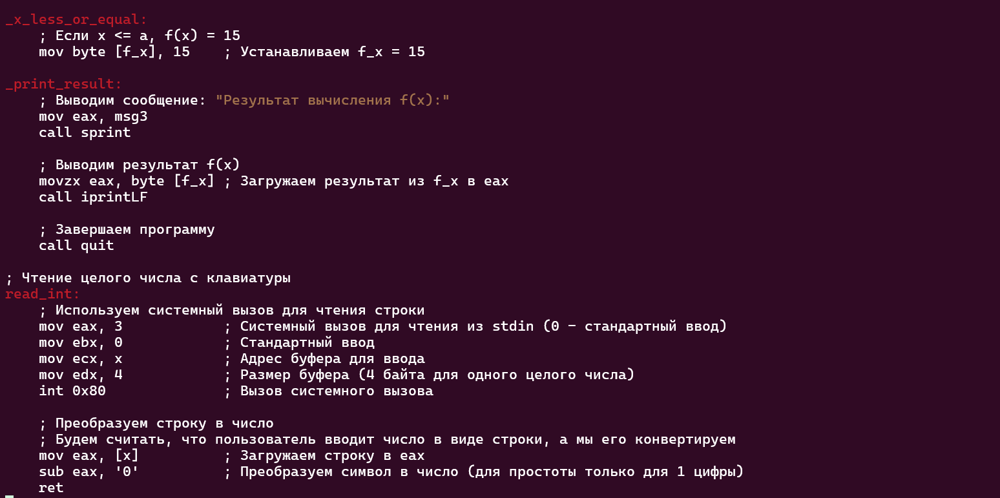 _x_less_or_equal:
    ; Если x <= a, f(x) = 15
    mov byte [f_x], 15    ; Устанавливаем f_x = 15

_print_result:
    ; Выводим сообщение: "Результат вычисления f(x):"
    mov eax, msg3
    call sprint

    ; Выводим результат f(x)
    movzx eax, byte [f_x] ; Загружаем результат из f_x в eax
    call iprintLF

    ; Завершаем программу
    call quit

; Чтение целого числа с клавиатуры
read_int:
    ; Используем системный вызов для чтения строки
    mov eax, 3            ; Системный вызов для чтения из stdin (0 – стандартный ввод)
    mov ebx, 0            ; Стандартный ввод
    mov ecx, x            ; Адрес буфера для ввода
    mov edx, 4            ; Размер буфера (4 байта для одного целого числа)
    int 0x80              ; Вызов системного вызова

    ; Преобразуем строку в число
    ; Будем считать, что пользователь вводит число в виде строки, а мы его конвертируем
    mov eax, [x]          ; Загружаем строку в eax
    sub eax, '0'          ; Преобразуем символ в число (для простоты только для 1 цифры)
    ret